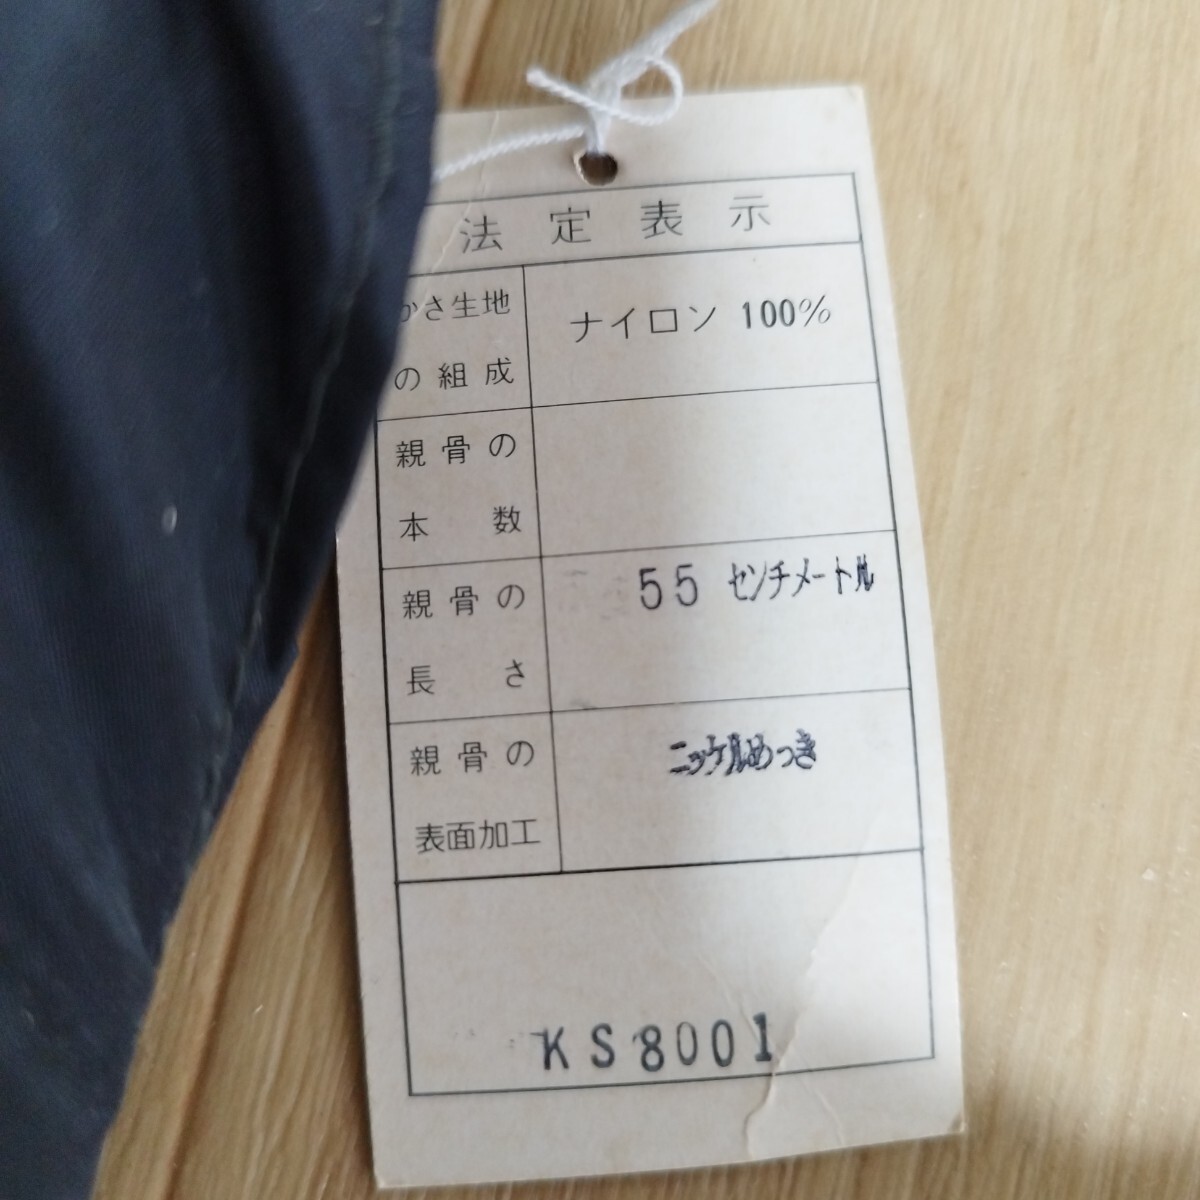 法定表示
かさ生地
の組成
ナイロン 100%
親骨の
本数
親骨の
長さ
55 センチメートル
親骨の
表面加工
ニッケルめっき
KS8001